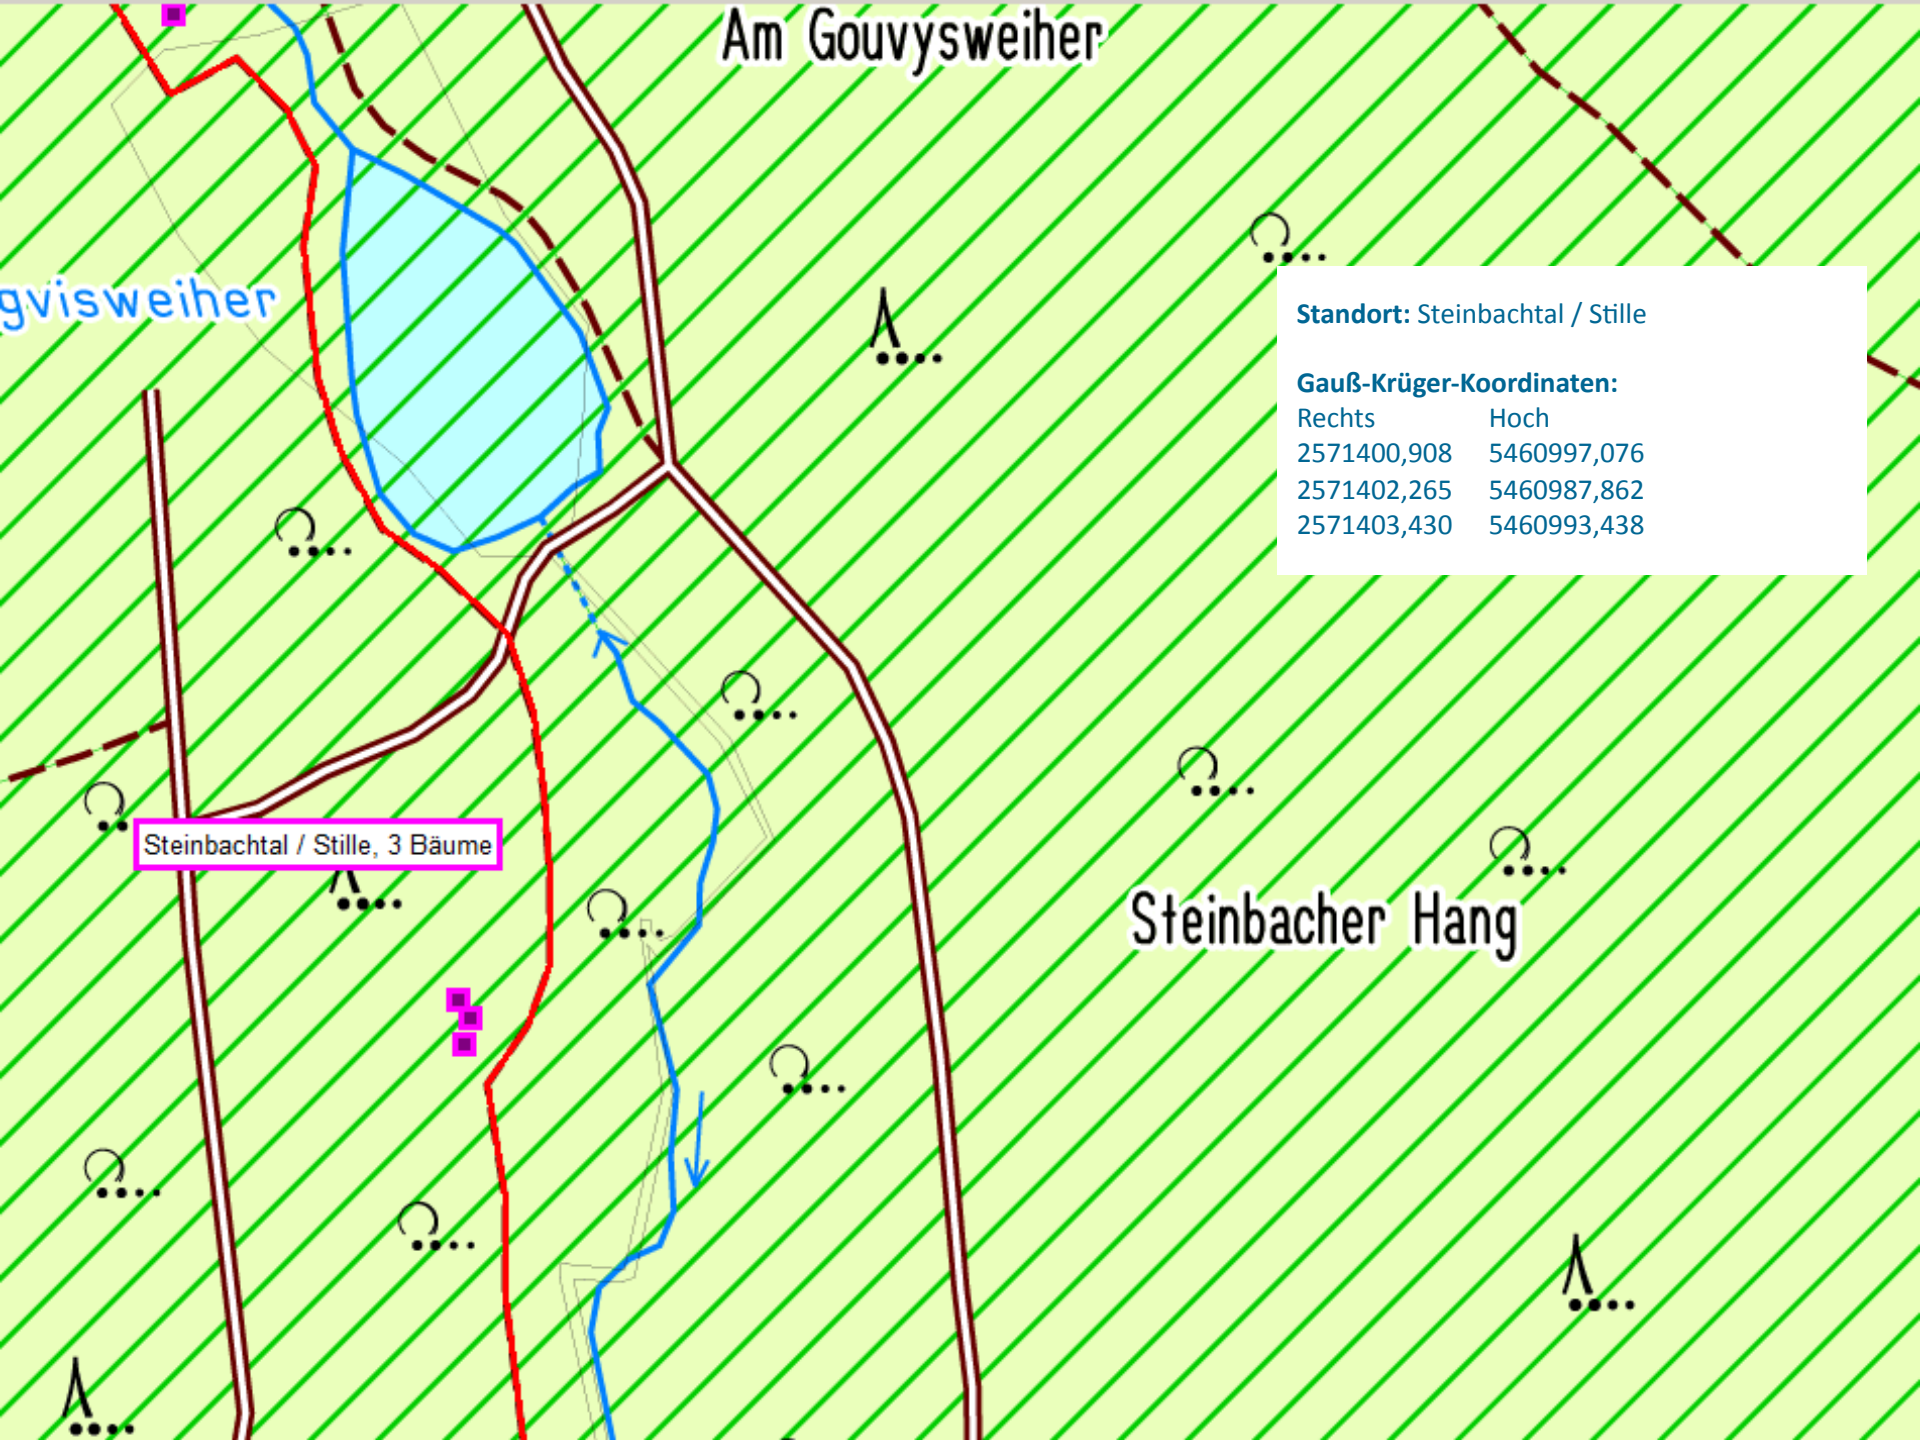 Am Gouvysweiher
gvisweiher
Standort: Steinbachtal / Stille
Gauß-Krüger-Koordinaten:
Rechts Hoch
2571400,908 5460997,076
2571402,265 5460987,862
2571403,430 5460993,438
Steinbachtal / Stille, 3 Bäume
Steinbacher Hang